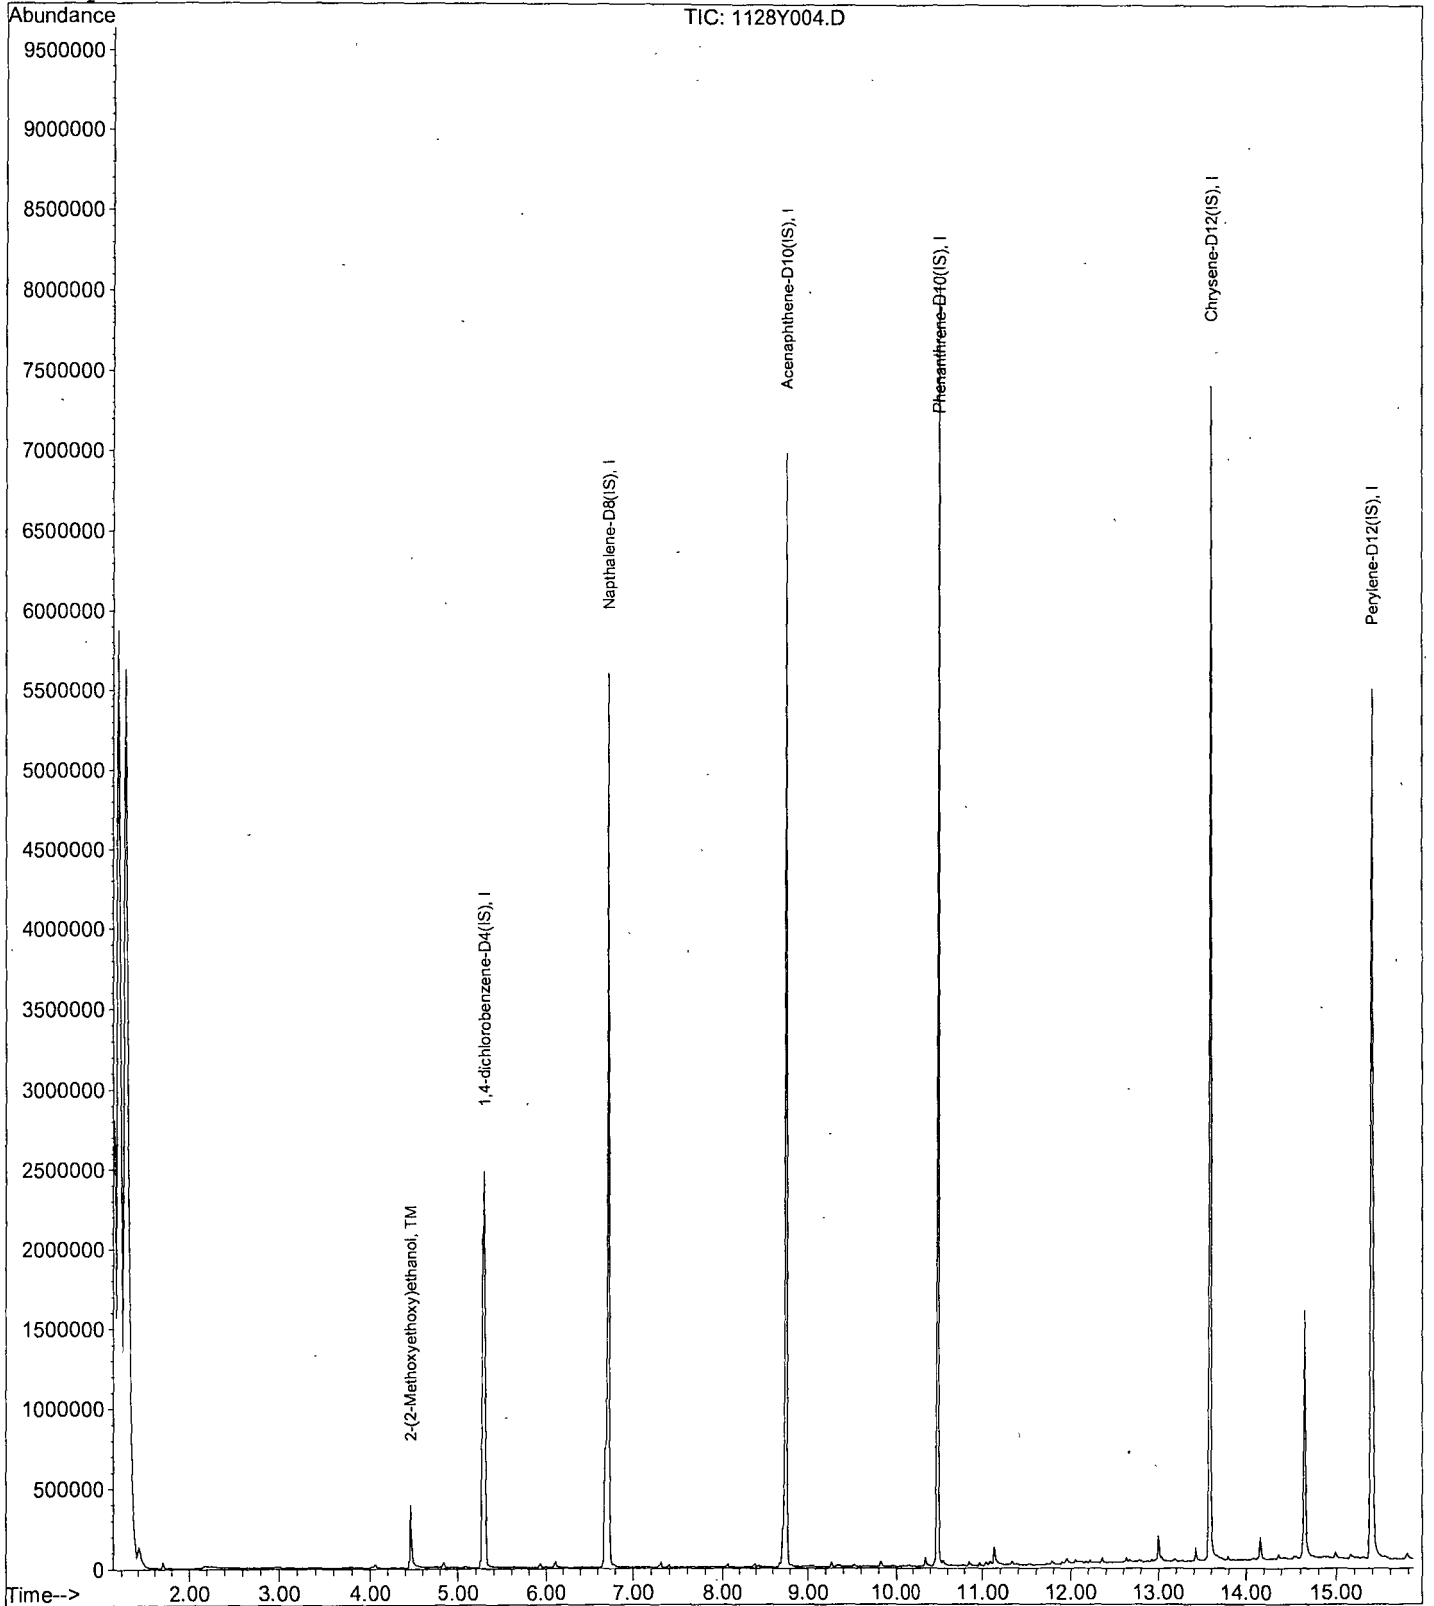 Abundance
TIC: 1128Y004.D
9500000
9000000
8500000
8000000
7500000
7000000
6500000
6000000
5500000
5000000
4500000
4000000
3500000
3000000
2500000
2000000
1500000
1000000
500000
0
2-(2-Methoxyethoxy)ethanol, TM
1,4-dichlorobenzene-D4(IS), I
Napthalene-D8(IS), I
Acenaphthene-D10(IS), I
Phenanthrene-D10(IS), I
Chrysene-D12(IS), I
Perylene-D12(IS), I
Time-->
2.00 3.00 4.00 5.00 6.00 7.00 8.00 9.00 10.00 11.00 12.00 13.00 14.00 15.00